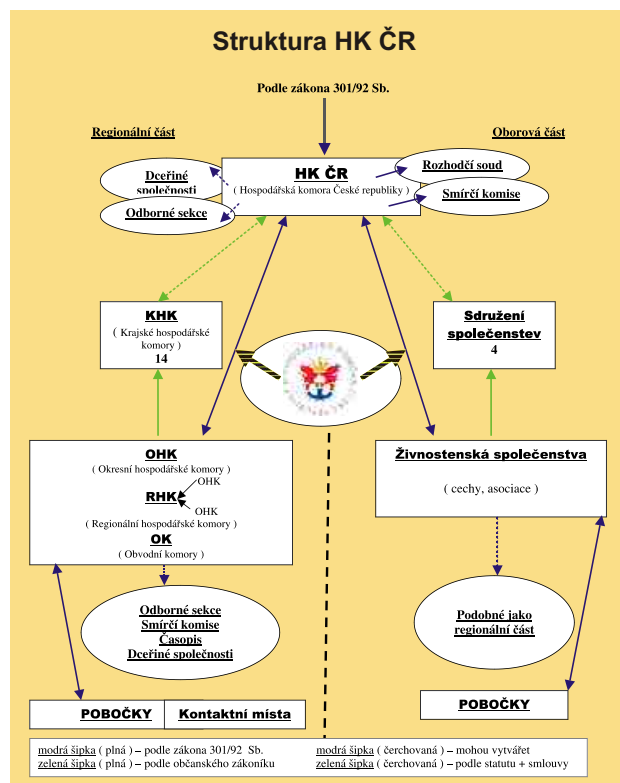 Struktura HK ČR
Podle zákona 301/92 Sb.
Regionální část
Oborová část
HK ČR
( Hospodářská komora České republiky )
Dceřiné
společnosti
Odborné sekce
Rozhodčí soud
Smírčí komise
KHK
( Krajské hospodářské
komory )
14
Sdružení
společenstev
4
OHK
( Okresní hospodářské komory )
OHK
RHK
OHK
( Regionální hospodářské komory )
OK
( Obvodní komory )
Živnostenská společenstva
( cechy, asociace )
Odborné sekce
Smírčí komise
Časopis
Dceřiné společnosti
Podobné jako
regionální část
POBOČKY
Kontaktní místa
POBOČKY
modrá šipka ( plná ) – podle zákona 301/92 Sb.
zelená šipka ( plná ) – podle občanského zákoníku
modrá šipka ( čerchovaná ) – mohou vytvářet
zelená šipka ( čerchovaná ) – podle statutu + smlouvy